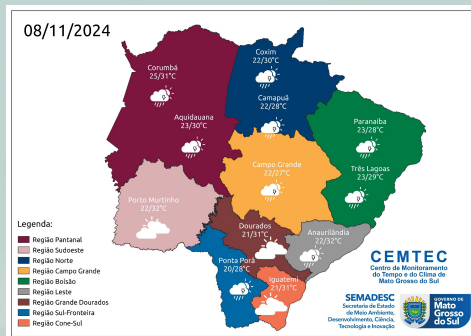 08/11/2024
Coxim
22/30°C
Corumbá
25/31°C
Camapuã
22/28°C
Aquidauana
23/30°C
Paranaíba
23/28°C
Campo Grande
22/27°C
Três Lagoas
23/29°C
Porto Murtinho
22/32°C
Dourados
21/31°C
Anaurilândia
22/32°C
Ponta Porã
20/28°C
Iguatemi
21/31°C
Legenda:
Região Pantanal
Região Sudoeste
Região Norte
Região Campo Grande
Região Bolsão
Região Leste
Região Grande Dourados
Região Sul-Fronteira
Região Cone-Sul
CEMTEC
Centro de Monitoramento
do Tempo e do Clima de
Mato Grosso do Sul
SEMADESC
Secretaria de Estado
de Meio Ambiente,
Desenvolvimento, Ciência,
Tecnologia e Inovação
GOVERNO DE
Mato
Grosso
do Sul